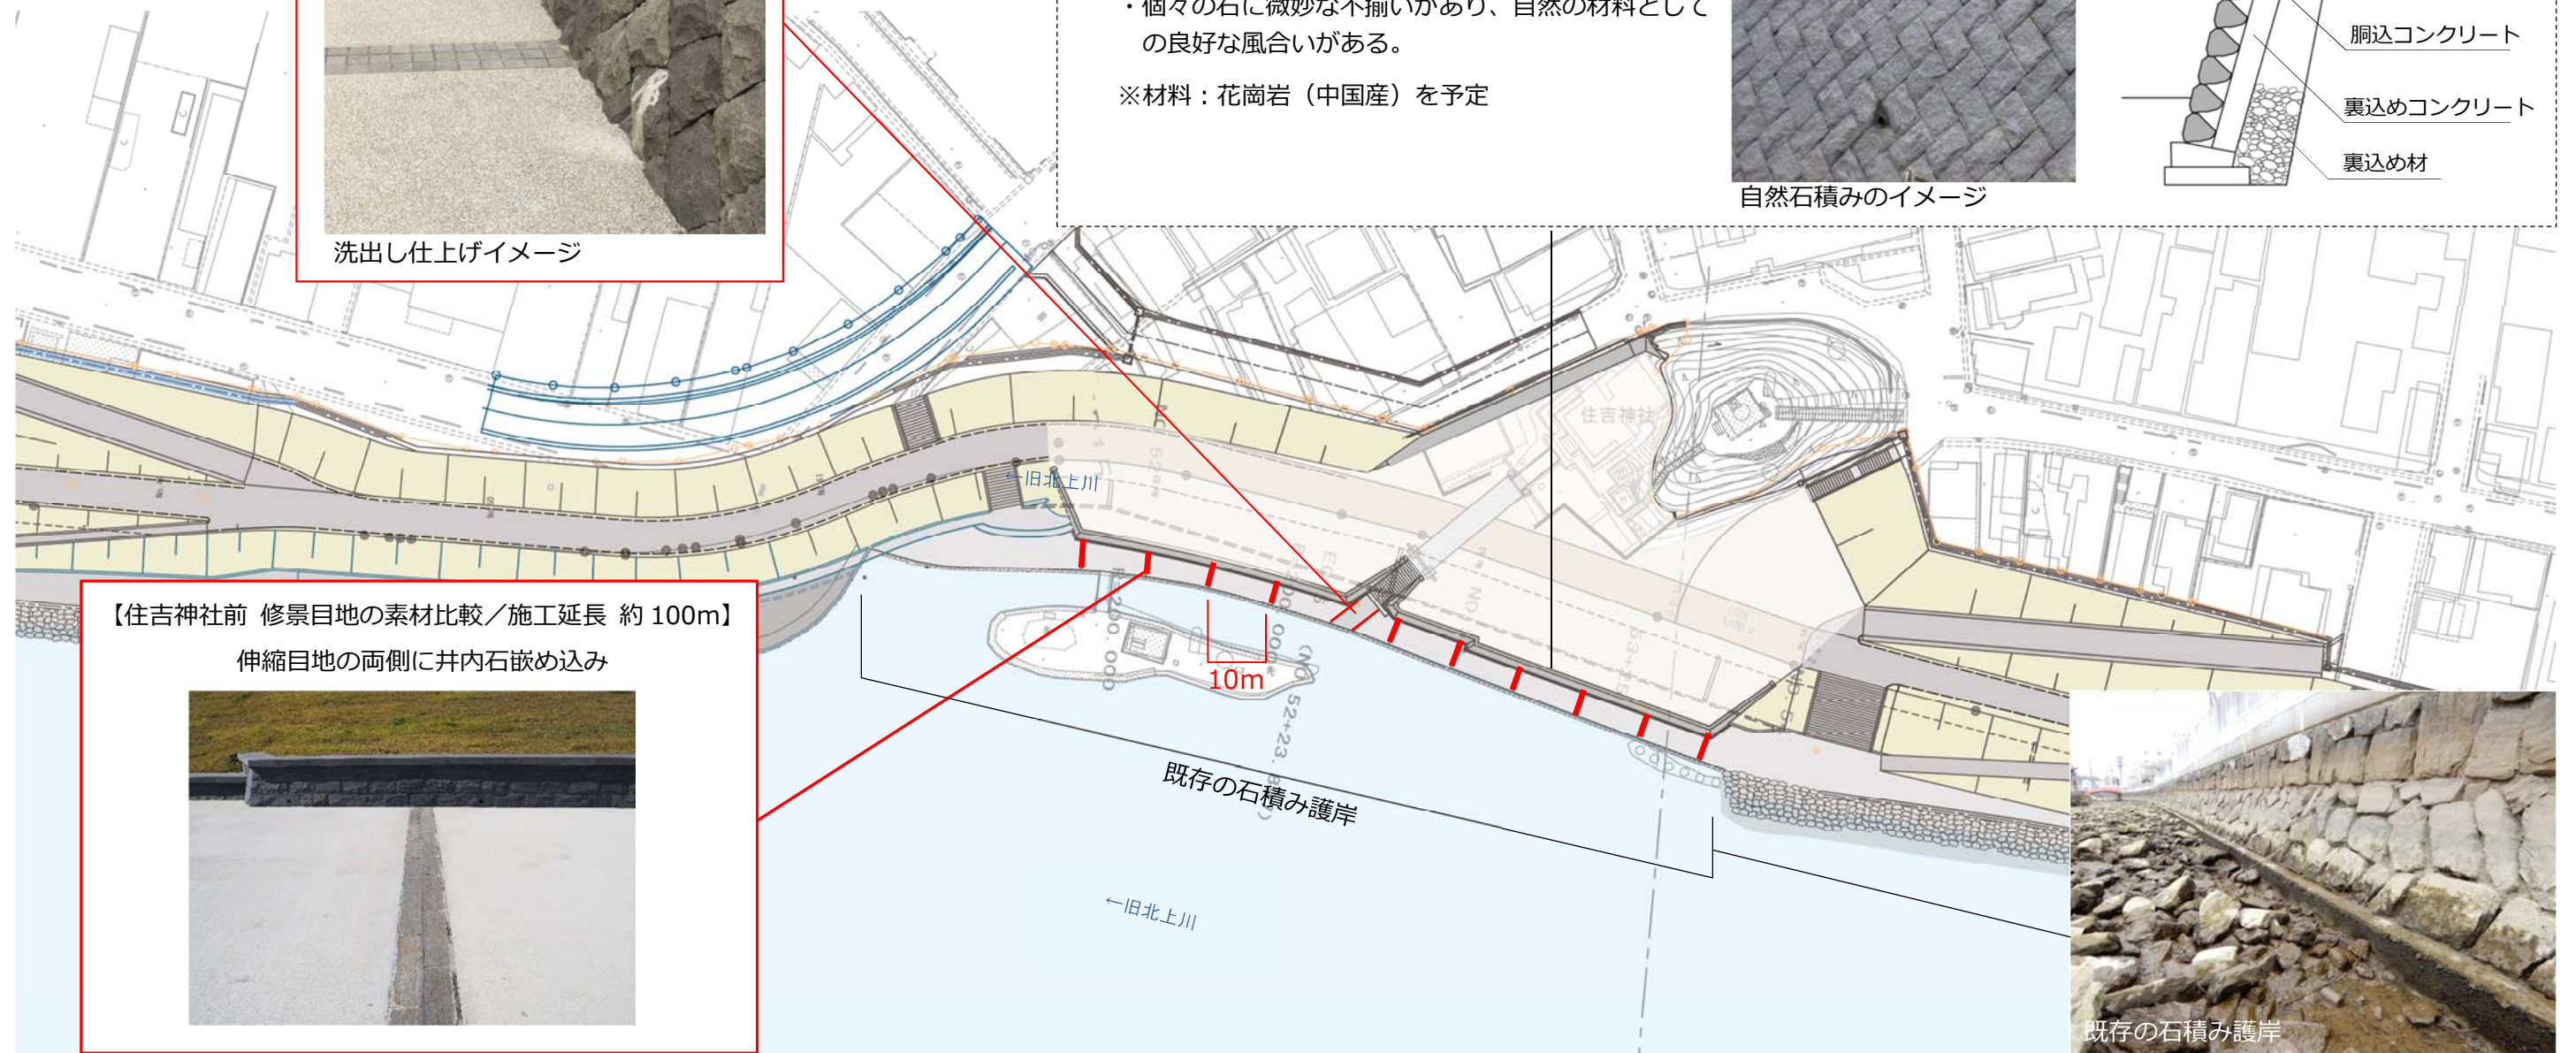 ・個々の石に微妙な不揃いがあり、自然の材料として
の良好な風合いがある。
※材料：花崗岩（中国産）を予定
自然石積みのイメージ
胴込コンクリート
裏込めコンクリート
裏込め材
洗出し仕上げイメージ
住吉神社
←旧北上川
【住吉神社前 修景目地の素材比較／施工延長 約 100m】
伸縮目地の両側に井内石嵌め込み
10m
既存の石積み護岸
←旧北上川
既存の石積み護岸